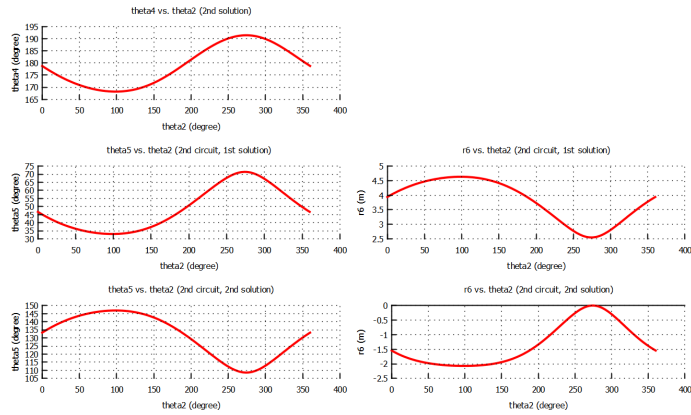 theta4 vs. theta2 (2nd solution)
theta4 (degree)
195
190
185
180
175
170
165
0 50 100 150 200 250 300 350 400
theta2 (degree)
theta5 vs. theta2 (2nd circuit, 1st solution)
theta5 (degree)
75
70
65
60
55
50
45
40
35
30
0 50 100 150 200 250 300 350 400
theta2 (degree)
r6 vs. theta2 (2nd circuit, 1st solution)
r6 (m)
5
4.5
4
3.5
3
2.5
0 50 100 150 200 250 300 350 400
theta2 (degree)
theta5 vs. theta2 (2nd circuit, 2nd solution)
theta5 (degree)
150
145
140
135
130
125
120
115
110
105
0 50 100 150 200 250 300 350 400
theta2 (degree)
r6 vs. theta2 (2nd circuit, 2nd solution)
r6 (m)
0
-0.5
-1
-1.5
-2
-2.5
0 50 100 150 200 250 300 350 400
theta2 (degree)